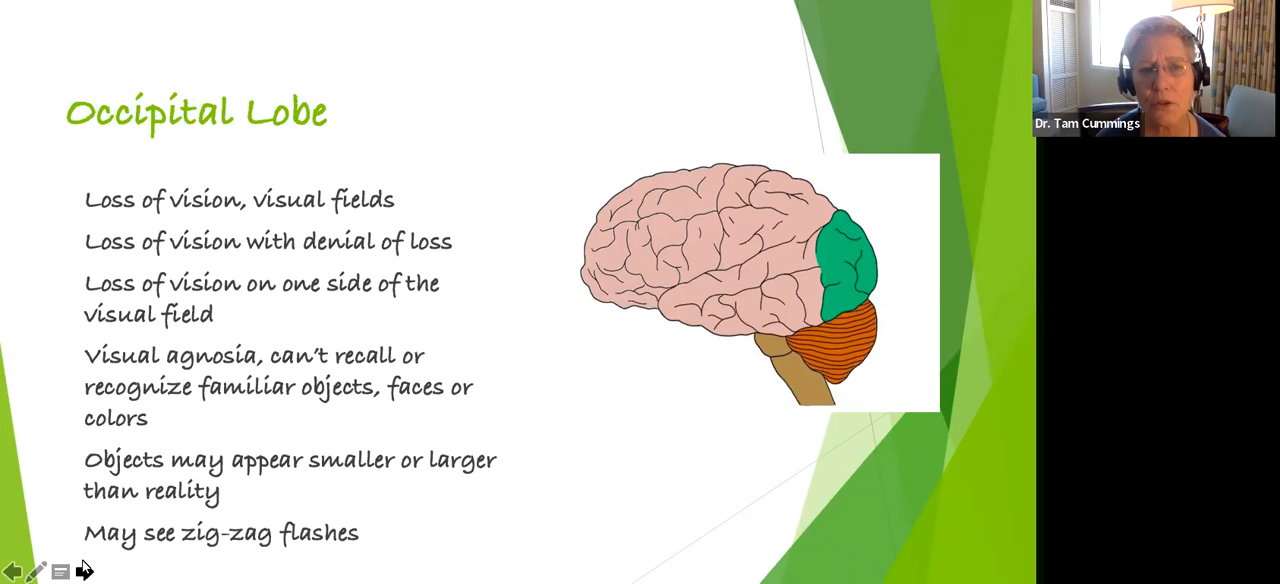 Occipital Lobe
Loss of vision, visual fields
Loss of vision with denial of loss
Loss of vision on one side of the
visual field
Visual agnosia, can't recall or
recognize familiar objects, faces or
colors
Objects may appear smaller or larger
than reality
May see zig-zag flashes
Dr. Tam Cummings